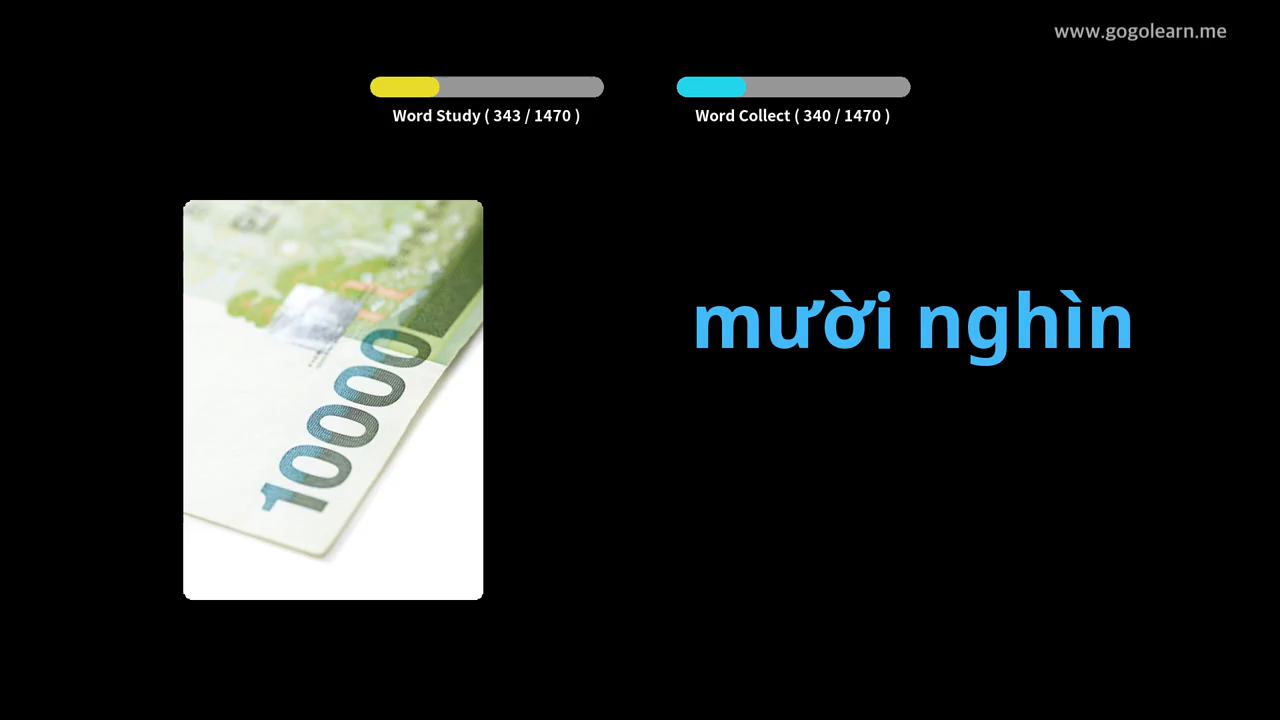 www.gogolearn.me
Word Study ( 343 / 1470 )
Word Collect ( 340 / 1470 )
10000
mười nghìn